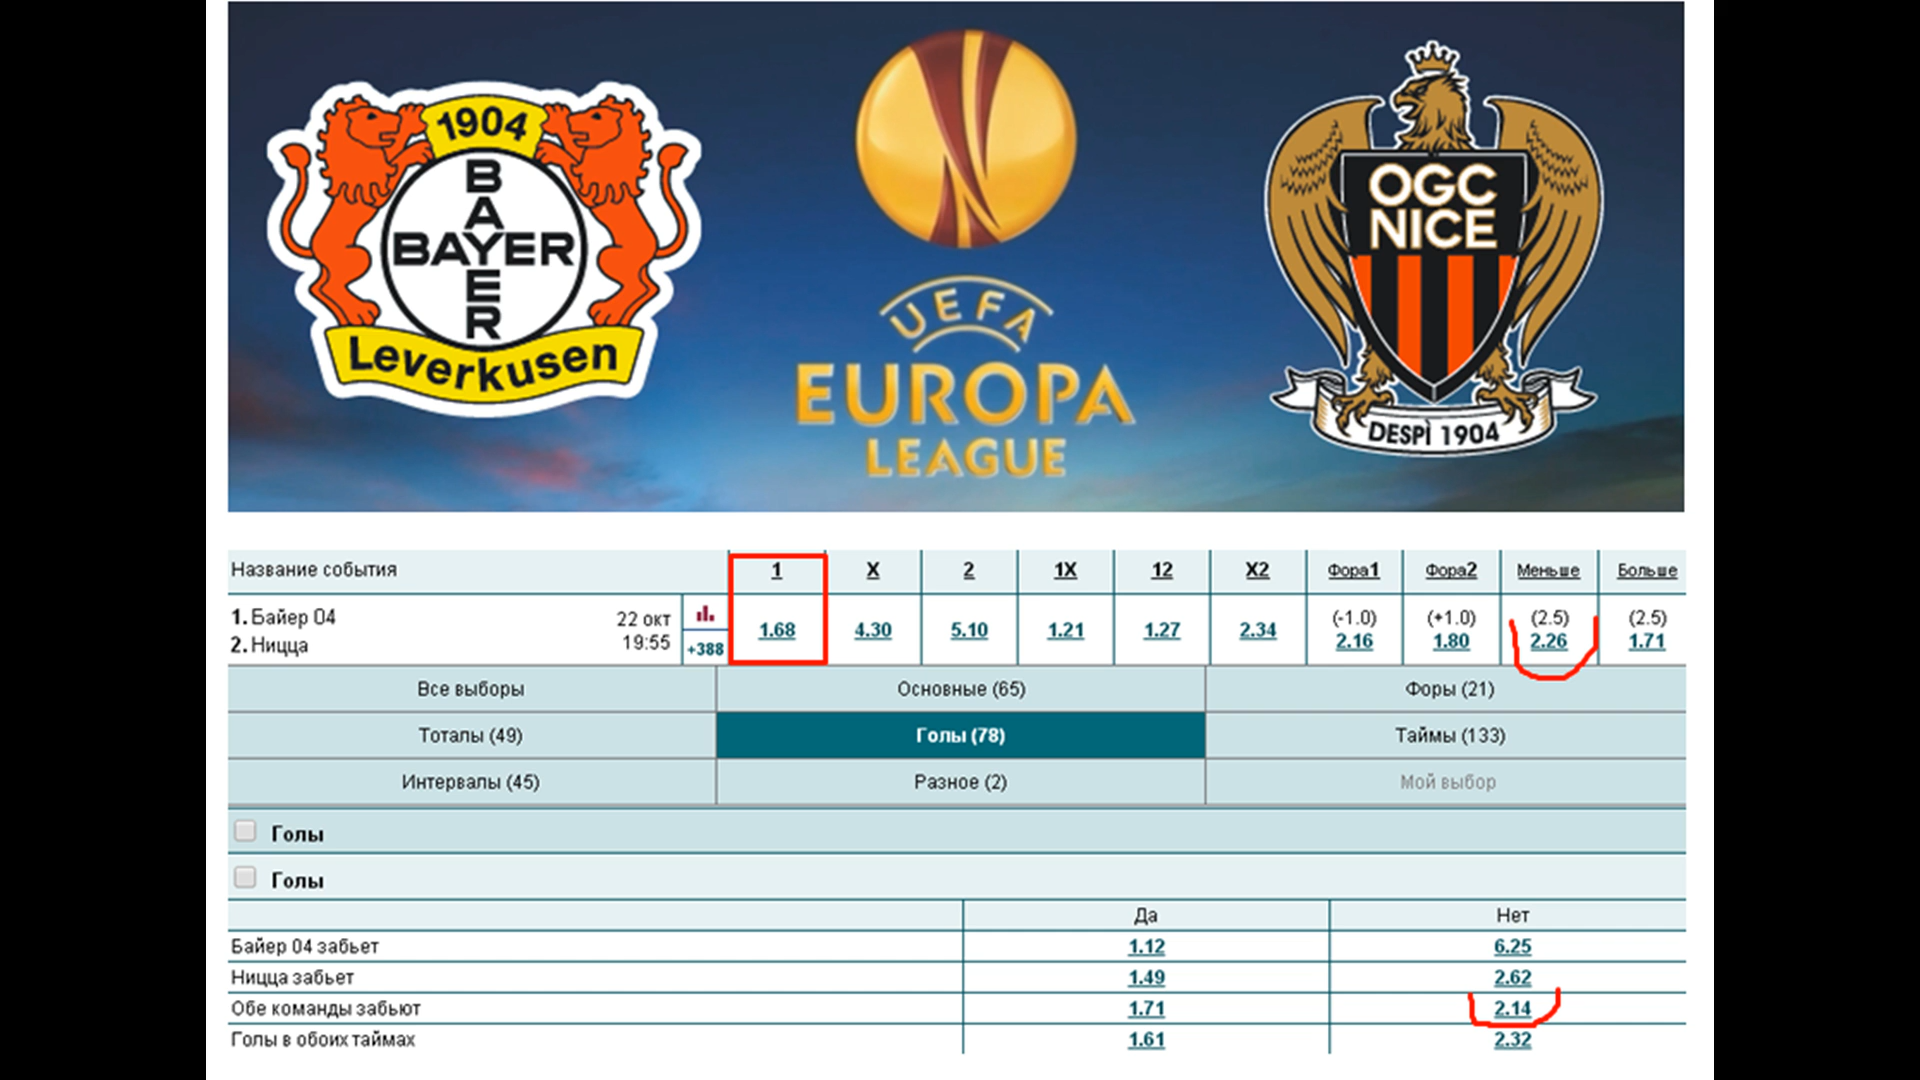 1904
BAYER
BAYER
Leverkusen
UEFA
EUROPA
LEAGUE
OGC
NICE
DESPÌ 1904
Название события 1 X 2 1X 12 X2 Фора1 Фора2 Меньше Больше
1. Байер 04 22 окт (-1.0) (+1.0) (2.5) (2.5)
2. Ницца 19:55 +388 1.68 4.30 5.10 1.21 1.27 2.34 2.16 1.80 2.26 1.71
Все выборы Основные (65) Форы (21)
Тоталы (49) Голы (78) Таймы (133)
Интервалы (45) Разное (2) Мой выбор
Голы
Голы
Да Нет
Байер 04 забьет 1.12 6.25
Ницца забьет 1.49 2.62
Обе команды забьют 1.71 2.14
Голы в обоих таймах 1.61 2.32